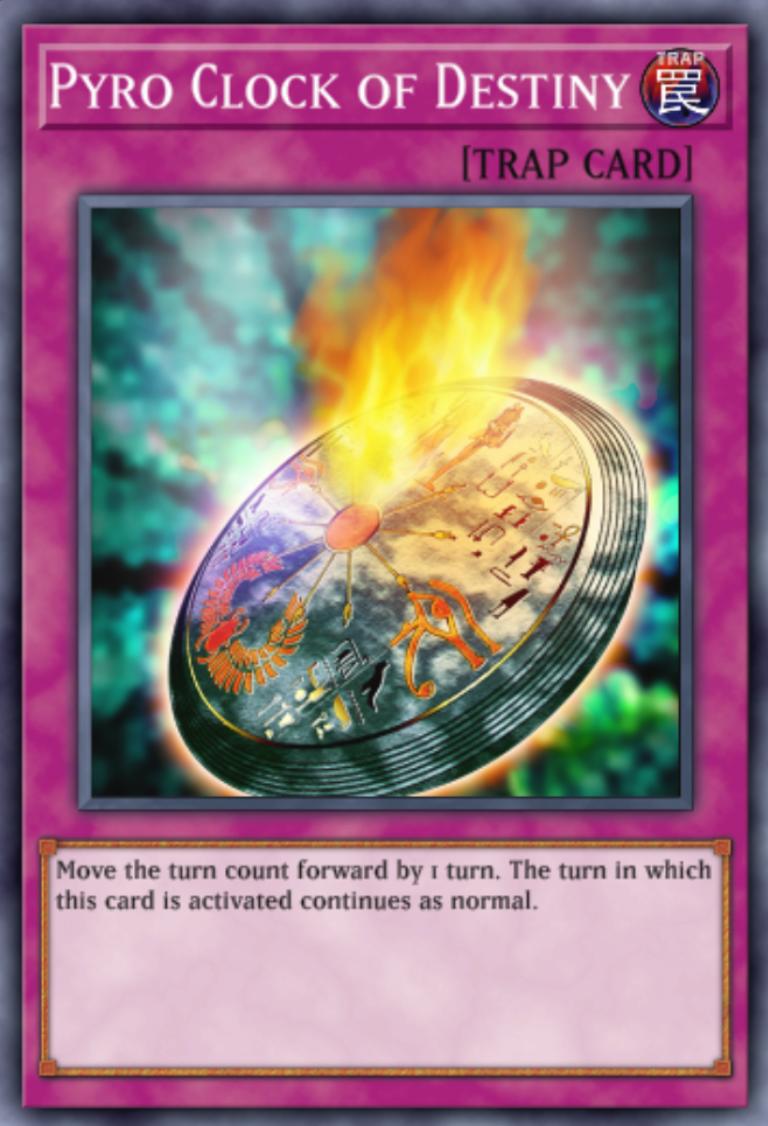 PYRO CLOCK OF DESTINY
TRAP
罠
[TRAP CARD]
Move the turn count forward by 1 turn. The turn in which
this card is activated continues as normal.